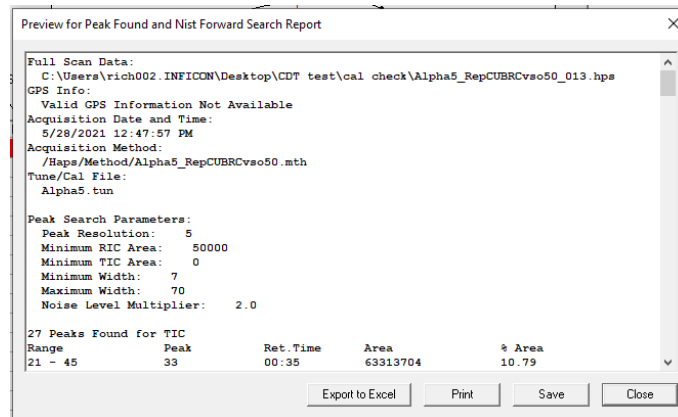 Preview for Peak Found and Nist Forward Search Report
Full Scan Data:
C:\Users\rich002.INFICON\Desktop\CDT test\cal check\Alpha5_RepCUBRCvso50_013.hps
GPS Info:
Valid GPS Information Not Available
Acquisition Date and Time:
5/28/2021 12:47:57 PM
Acquisition Method:
/Haps/Method/Alpha5_RepCUBRCvso50.mth
Tune/Cal File:
Alpha5.tun
Peak Search Parameters:
Peak Resolution: 5
Minimum RIC Area: 50000
Minimum TIC Area: 0
Minimum Width: 7
Maximum Width: 70
Noise Level Multiplier: 2.0
27 Peaks Found for TIC
Range Peak Ret.Time Area % Area
21 - 45 33 00:35 63313704 10.79
Export to Excel Print Save Close